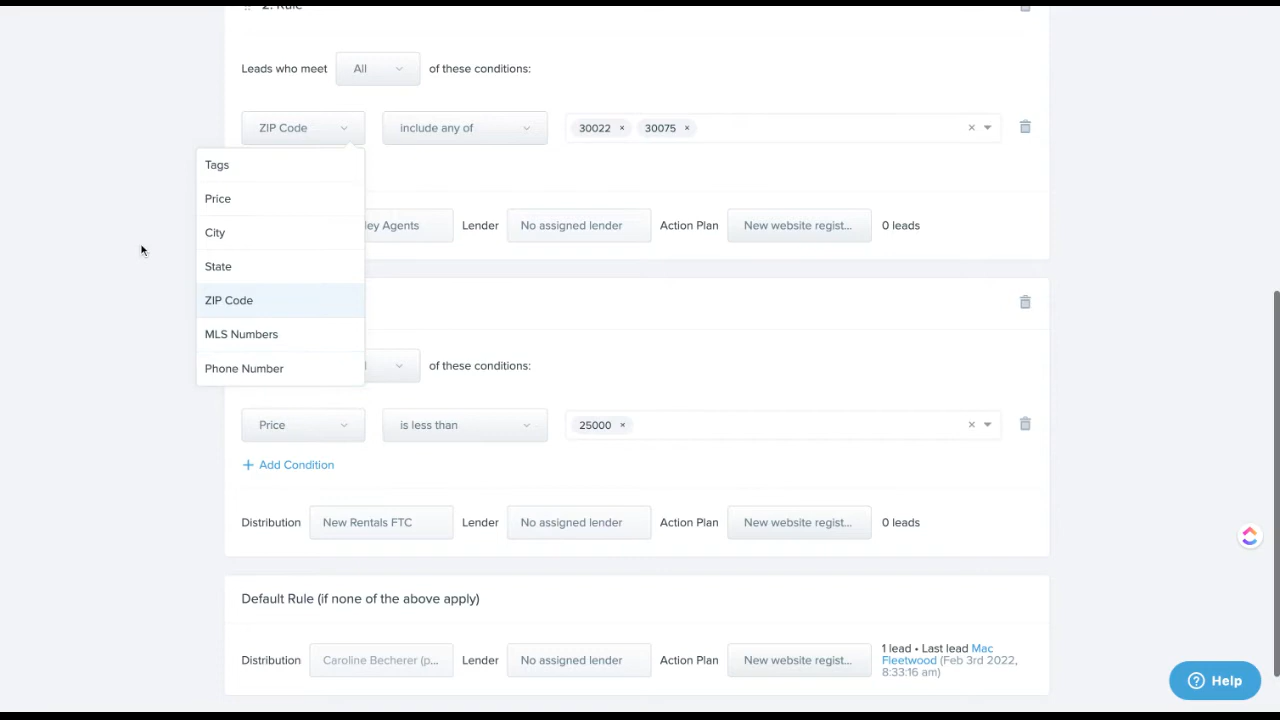 2. Rule
Leads who meet All of these conditions:
ZIP Code include any of 30022 × 30075 ×
Tags
Price
City
State
ZIP Code
MLS Numbers
Phone Number
ley Agents Lender No assigned lender Action Plan New website regist... 0 leads
of these conditions:
Price is less than 25000 ×
+ Add Condition
Distribution New Rentals FTC Lender No assigned lender Action Plan New website regist... 0 leads
Default Rule (if none of the above apply)
Distribution Caroline Becherer (p... Lender No assigned lender Action Plan New website regist... 1 lead • Last lead Mac
Fleetwood (Feb 3rd 2022,
8:33:16 am)
Help